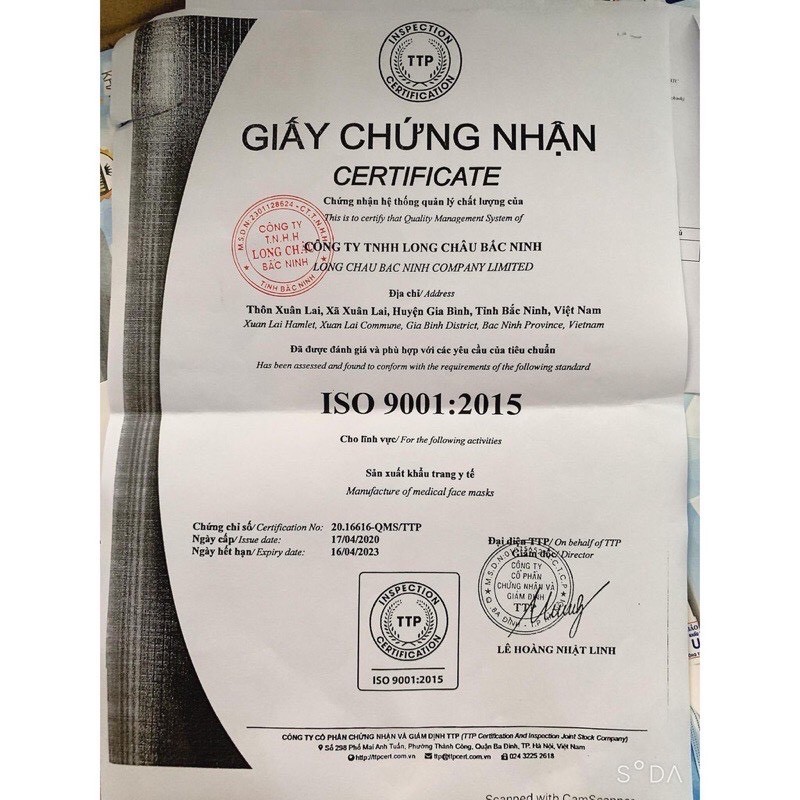 INSPECTION
TTP
CERTIFICATION
GIẤY CHỨNG NHẬN
CERTIFICATE
Chứng nhận hệ thống quản lý chất lượng của
This is to certify that Quality Management System of
M.S.D.N:2301128624-C.T.T.N.H.H
CÔNG TY
T.N.H.H
LONG CHÂU
BẮC NINH
TỈNH BẮC NINH
CÔNG TY TNHH LONG CHÂU BẮC NINH
LONG CHAU BAC NINH COMPANY LIMITED
Địa chỉ/ Address
Thôn Xuân Lai, Xã Xuân Lai, Huyện Gia Bình, Tỉnh Bắc Ninh, Việt Nam
Xuan Lai Hamlet, Xuan Lai Commune, Gia Binh District, Bac Ninh Province, Vietnam
Đã được đánh giá và phù hợp với các yêu cầu của tiêu chuẩn
Has been assessed and found to conform with the requirements of the following standard
ISO 9001:2015
Cho lĩnh vực/ For the following activities
Sản xuất khẩu trang y tế
Manufacture of medical face masks
Chứng chỉ số/ Certification No: 20.16616-QMS/TTP
Ngày cấp/ Issue date: 17/04/2020
Ngày hết hạn/ Expiry date: 16/04/2023
Đại diện TTP/ On behalf of TTP
Giám đốc/ Director
CÔNG TY
CỔ PHẦN
CHỨNG NHẬN VÀ
GIÁM ĐỊNH
TTP
LÊ HOÀNG NHẬT LINH
INSPECTION
TTP
CERTIFICATION
ISO 9001:2015
CÔNG TY CỔ PHẦN CHỨNG NHẬN VÀ GIÁM ĐỊNH TTP (TTP Certification And Inspection Joint Stock Company)
Số 298 Phố Mai Anh Tuấn, Phường Thành Công, Quận Ba Đình, TP. Hà Nội, Việt Nam
http://ttpcert.com.vn ttp@ttpcert.com.vn 024 3225 2618
SODA
Scanned with CamScanner